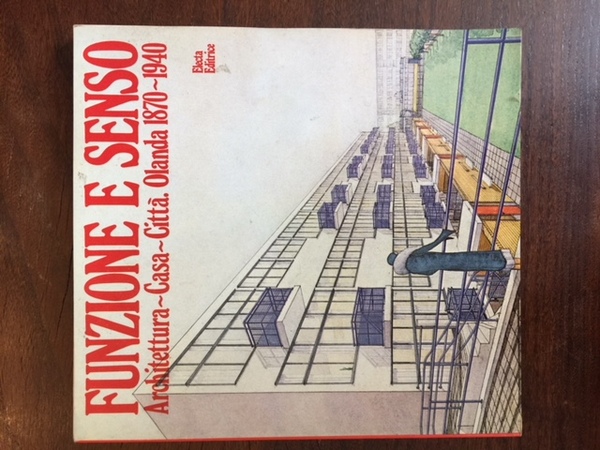 FUNZIONE E SENSO
Architettura~Casa~Città. Olanda 1870~1940
Electa
Editrice